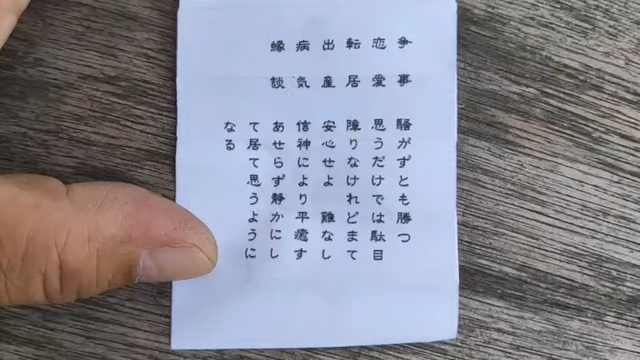 争事 騒がずとも勝つ
恋愛 思うだけでは駄目
転居 障りなけれどまて
出産 安心せよ 難なし
病気 信神により平癒す
縁談 あせらず静かにし
て居て思うように
なる